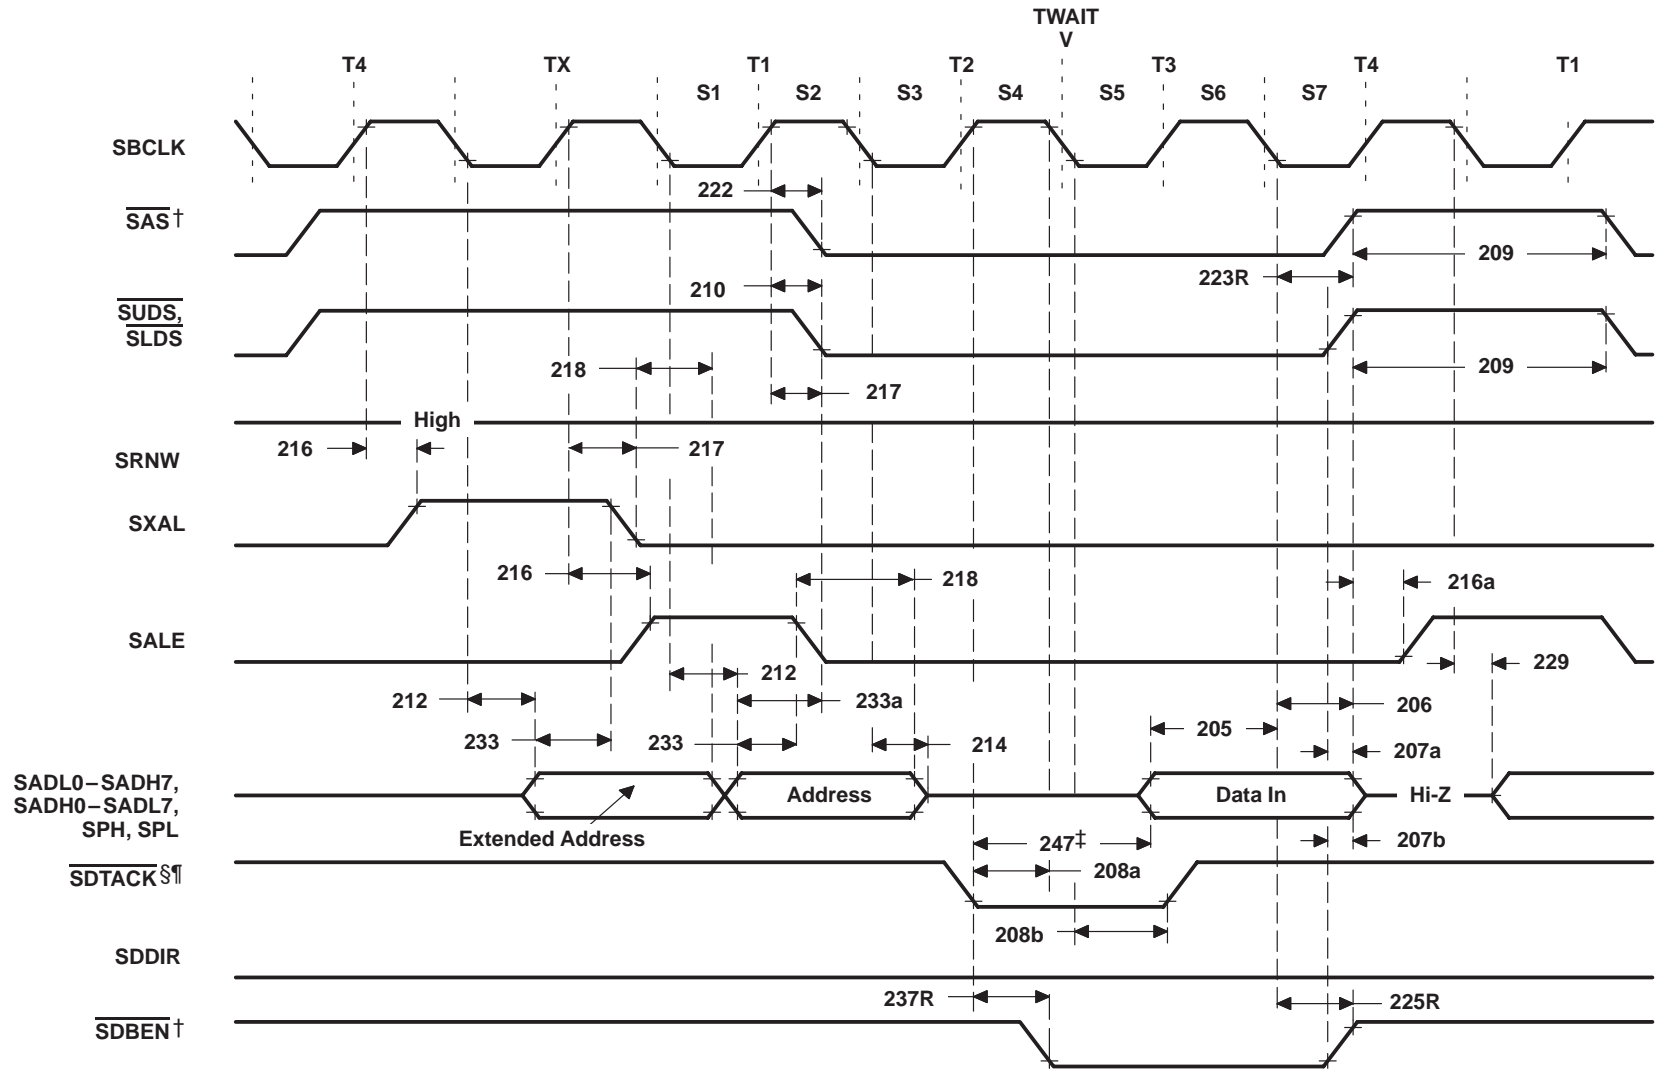 TWAIT
V
T4 TX T1 T2 T3 T4 T1
S1 S2 S3 S4 S5 S6 S7
SBCLK
222
SAS†
209
223R
210
SUDS,
SLDS
218
209
217
High
216
217
SRNW
SXAL
216
218
216a
SALE
229
212
212
233a
206
205
233
233
214
207a
SADL0–SADH7,
SADH0–SADL7,
SPH, SPL
Address
Data In
Hi-Z
Extended Address
247‡
207b
SDTACK§¶
208a
208b
SDDIR
237R
225R
SDBEN†